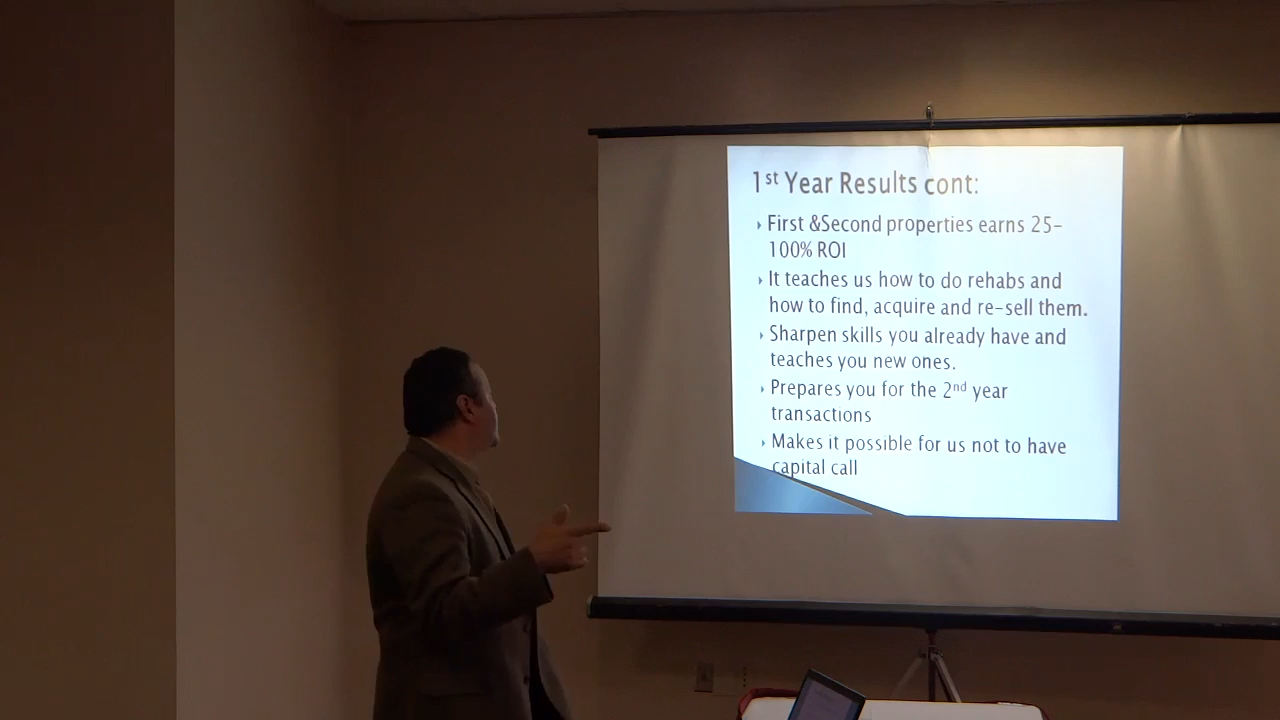 1st Year Results cont:
First &Second properties earns 25-
100% ROI
It teaches us how to do rehabs and
how to find, acquire and re-sell them.
Sharpen skills you already have and
teaches you new ones.
Prepares you for the 2nd year
transactions
Makes it possible for us not to have
capital call